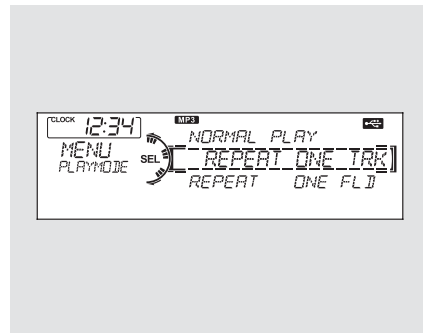 CLOCK 12:34 MP3
NORMAL PLAY
MENU
PLAYMODE
SEL
REPEAT ONE TRK
REPEAT ONE FLD